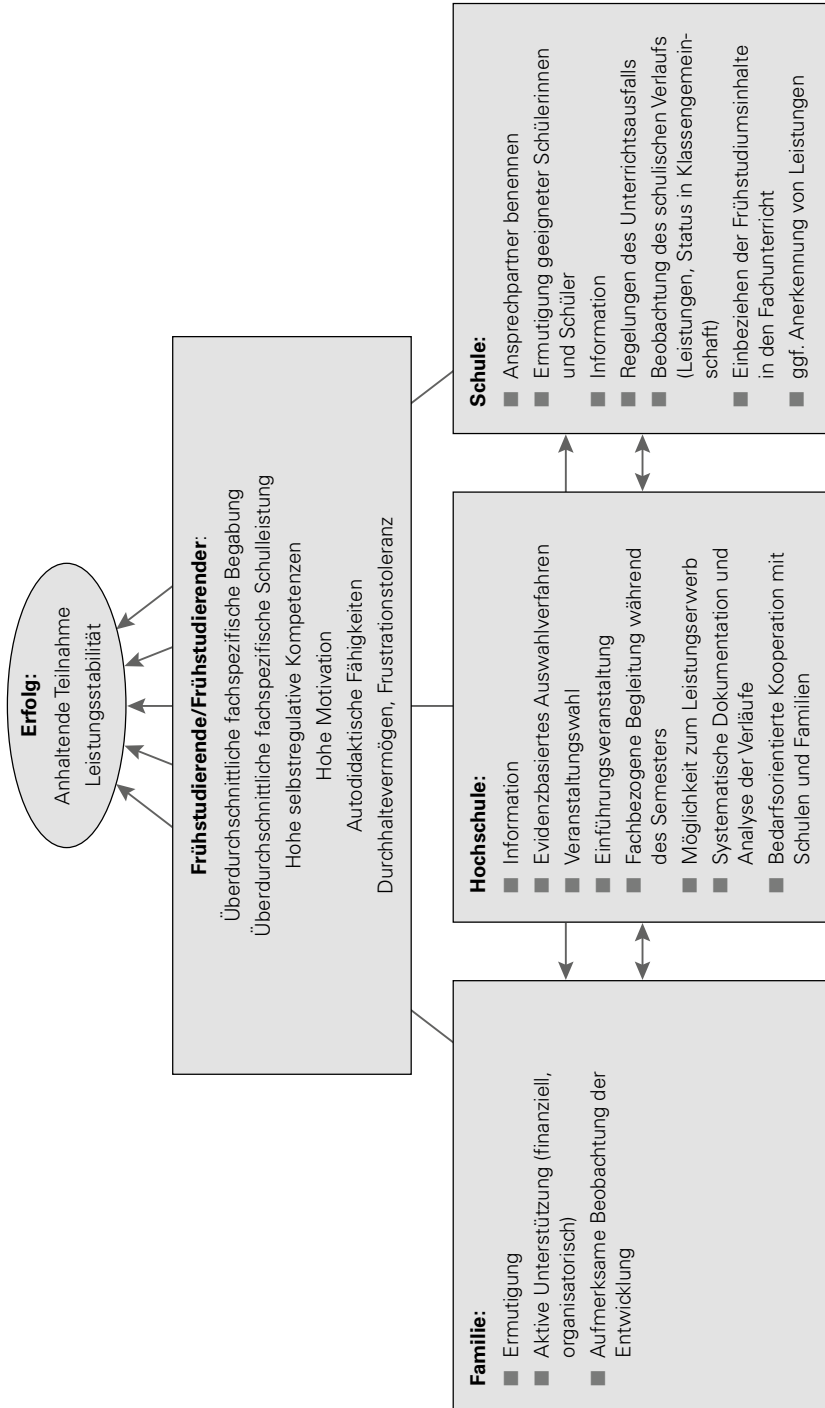 Erfolg:
Anhaltende Teilnahme
Leistungsstabilität
Frühstudierende/Frühstudierender:
Überdurchschnittliche fachspezifische Begabung
Überdurchschnittliche fachspezifische Schulleistung
Hohe selbstregulative Kompetenzen
Hohe Motivation
Autodidaktische Fähigkeiten
Durchhaltevermögen, Frustrationstoleranz
Familie:
■ Ermutigung
■ Aktive Unterstützung (finanziell,
organisatorisch)
■ Aufmerksame Beobachtung der
Entwicklung
Hochschule:
■ Information
■ Evidenzbasiertes Auswahlverfahren
■ Veranstaltungswahl
■ Einführungsveranstaltung
■ Fachbezogene Begleitung während
des Semesters
■ Möglichkeit zum Leistungserwerb
■ Systematische Dokumentation und
Analyse der Verläufe
■ Bedarfsorientierte Kooperation mit
Schulen und Familien
Schule:
■ Ansprechpartner benennen
■ Ermutigung geeigneter Schülerinnen
und Schüler
■ Information
■ Regelungen des Unterrichtsausfalls
■ Beobachtung des schulischen Verlaufs
(Leistungen, Status in Klassengemein-
schaft)
■ Einbeziehen der Frühstudiumsinhalte
in den Fachunterricht
■ ggf. Anerkennung von Leistungen